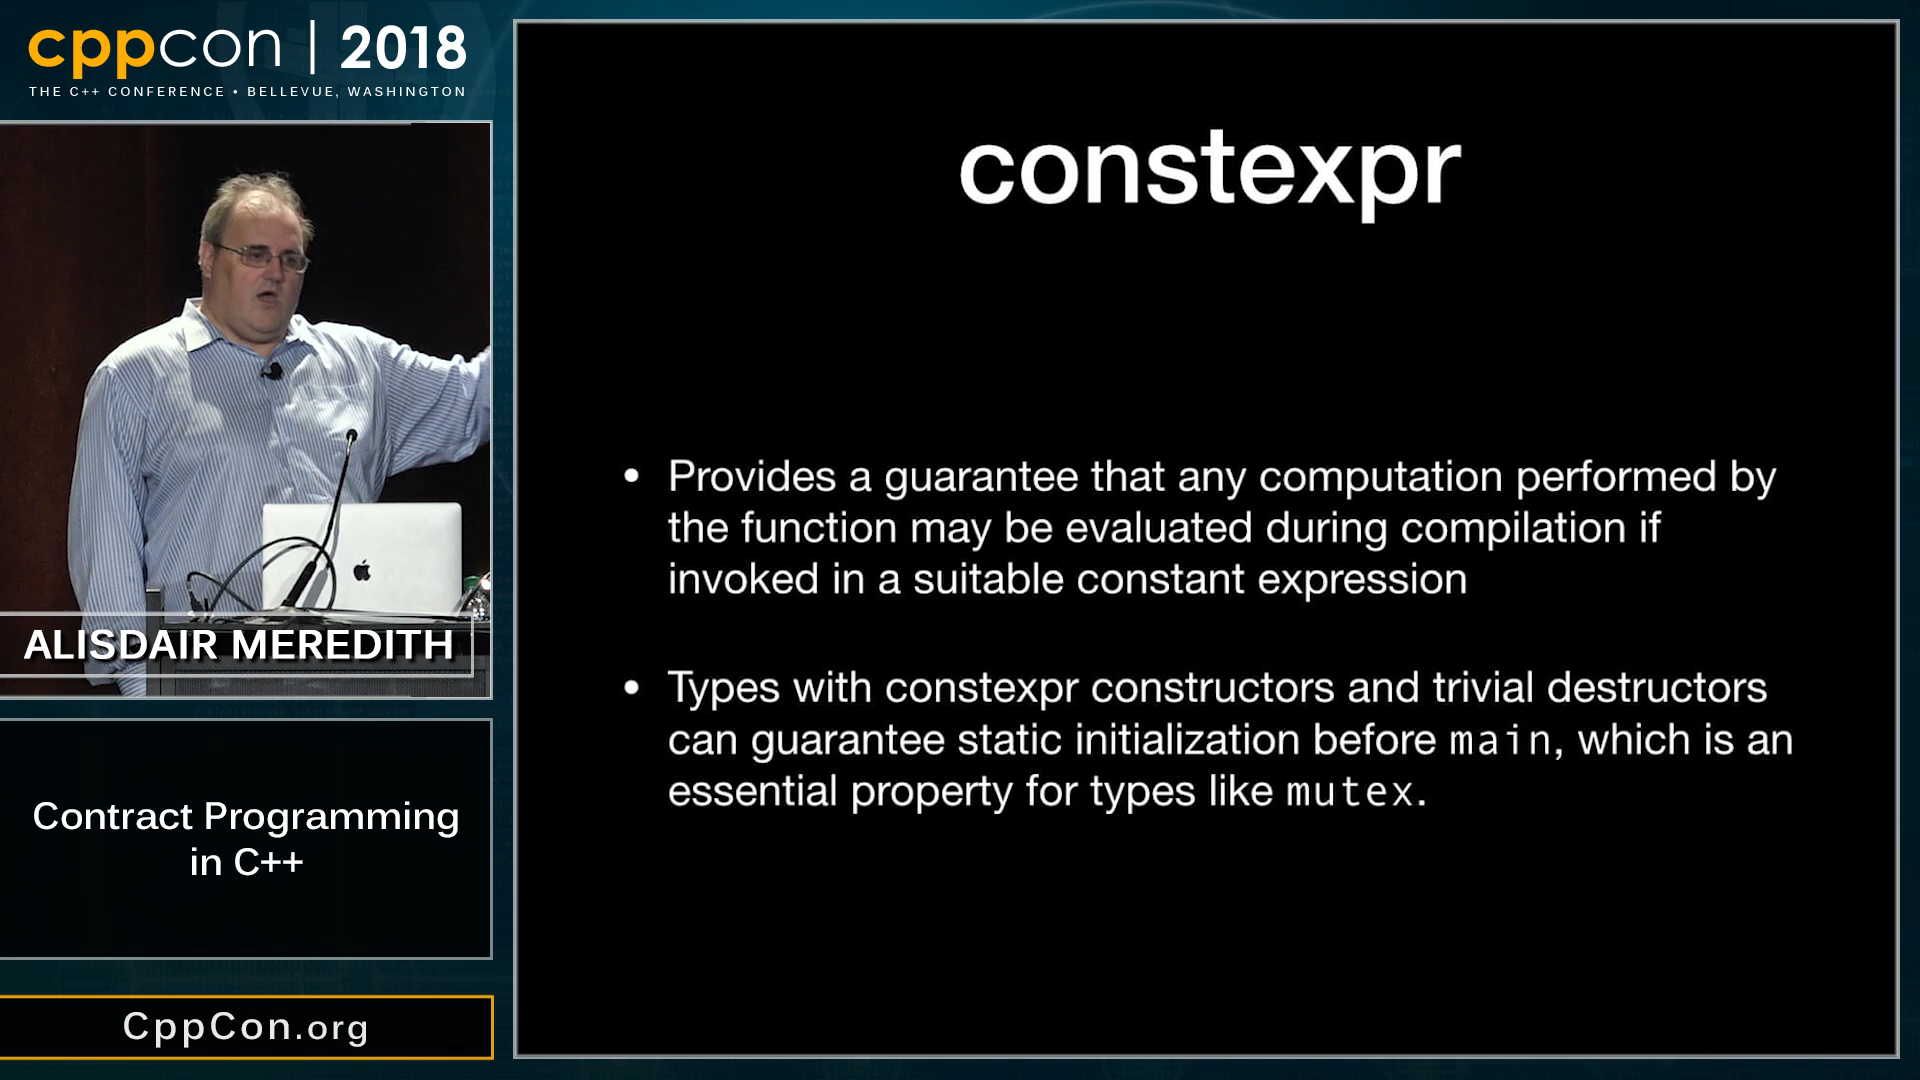 cppcon | 2018
THE C++ CONFERENCE • BELLEVUE, WASHINGTON
ALISDAIR MEREDITH
Contract Programming
in C++
CppCon.org
constexpr
• Provides a guarantee that any computation performed by
the function may be evaluated during compilation if
invoked in a suitable constant expression
• Types with constexpr constructors and trivial destructors
can guarantee static initialization before main, which is an
essential property for types like mutex.